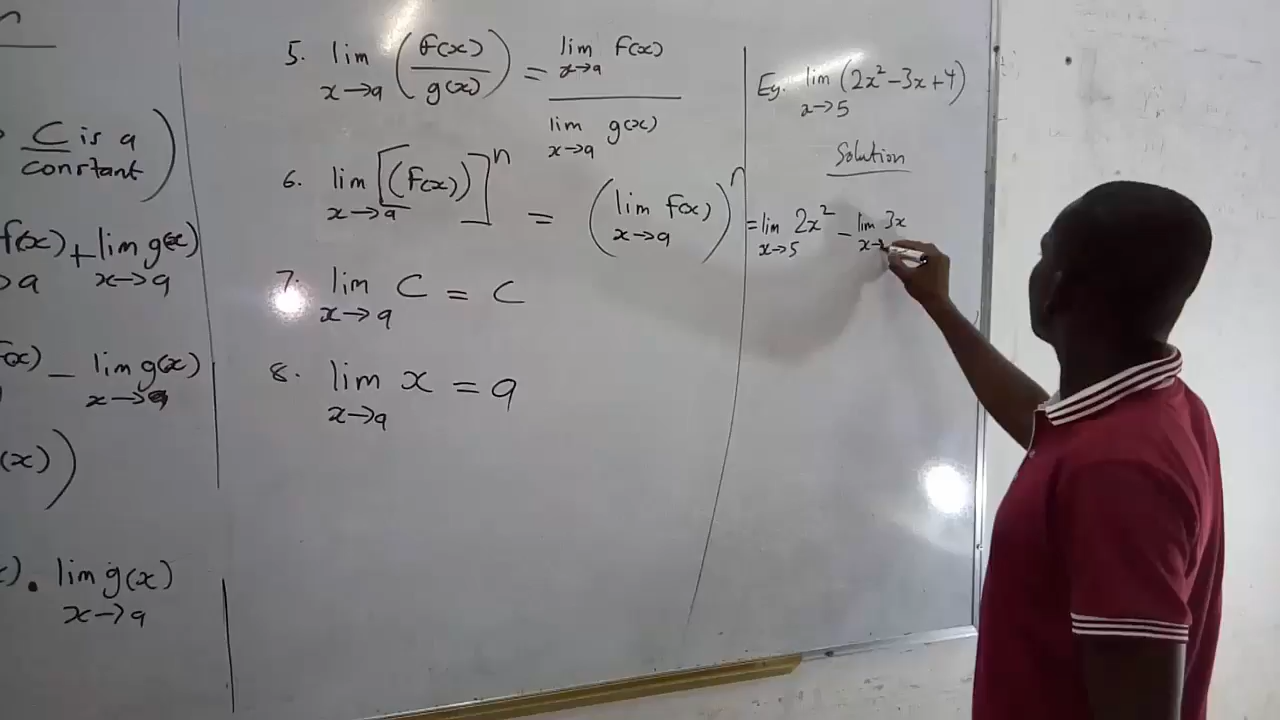 C is a
constant)
f(x) + lim g(x)
→a x→a
– lim g(x)
x→a
(x))
. lim g(x)
x→a
5. lim (f(x)/g(x)) = lim f(x) / lim g(x)
x→a x→a x→a
6. lim [(f(x))]^n = (lim f(x))^n
x→a x→a
7. lim C = C
x→a
8. lim x = a
x→a
Eg. lim (2x² – 3x + 4)
x→5
Solution
= lim 2x² – lim 3x
x→5 x→